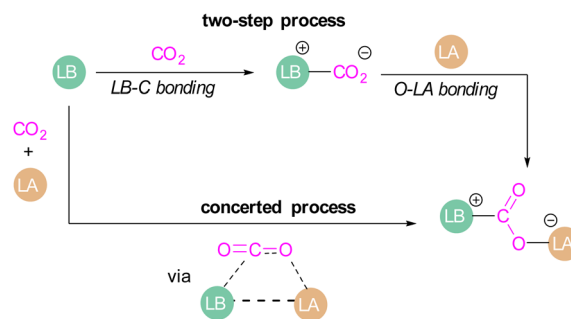 two-step process
LB
CO2
LB-C bonding
⊕ ⊖
LB—CO2
LA
O-LA bonding
CO2
+
LA
concerted process
O=C=O
via
LB
LA
⊕
LB
O
C
O
⊖
LA